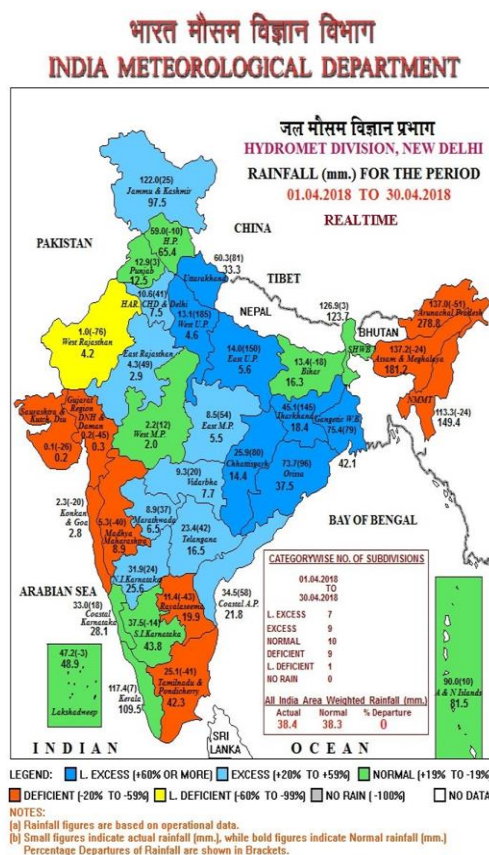 भारत मौसम विज्ञान विभाग
INDIA METEOROLOGICAL DEPARTMENT
जल मौसम विज्ञान प्रभाग
HYDROMET DIVISION, NEW DELHI
RAINFALL (mm.) FOR THE PERIOD
01.04.2018 TO 30.04.2018
REALTIME
122.0(25)
Jammu & Kashmir
97.5
CHINA
59.0(-10)
H.P.
65.4
PAKISTAN
12.9(3)
Punjab
12.5
60.3(81)
33.3
Uttarakhand
TIBET
10.6(41)
HAR. CHD & Delhi
7.5
NEPAL
13.1(185)
West U.P.
4.6
126.9(3)
123.7
BHUTAN
SHWB
137.0(-51)
Arunachal Pradesh
278.8
1.0(-76)
West Rajasthan
4.2
East Rajasthan
4.3(49)
2.9
14.0(150)
East U.P.
5.6
13.4(-18)
Bihar
16.3
137.2(-24)
Assam & Meghalaya
181.2
NMMT
113.3(-24)
149.4
Saurashtra &
Kutch, Diu
0.1(-26)
0.2
Gujarat
Region
DNH &
Daman
0.2(-45)
0.3
2.2(12)
West M.P.
2.0
8.5(54)
East M.P.
5.5
45.1(145)
Jharkhand
18.4
Gangetic W.B.
75.4(79)
42.1
25.9(80)
Chhattisgarh
14.4
73.7(96)
Orissa
37.5
9.3(20)
Vidarbha
7.7
2.3(-20)
Konkan
& Goa
2.8
5.3(-40)
Madhya
Maharashtra
8.9
8.9(37)
Marathwada
6.5
23.4(42)
Telangana
16.5
BAY OF BENGAL
ARABIAN SEA
31.9(24)
N.I.Karnataka
25.6
34.5(58)
Coastal A.P.
21.8
33.0(18)
Coastal
Karnataka
28.1
11.4(-43)
Rayalaseema
19.9
37.5(-14)
S.I.Karnataka
43.8
25.1(-41)
Tamilnadu &
Pondicherry
42.3
117.4(7)
Kerala
109.5
47.2(-3)
48.9
Lakshadweep
90.0(10)
A & N Islands
81.5
CATEGORYWISE NO. OF SUBDIVISIONS
01.04.2018
TO
30.04.2018
L. EXCESS 7
EXCESS 9
NORMAL 10
DEFICIENT 9
L. DEFICIENT 1
NO RAIN 0
All India Area Weighted Rainfall (mm.)
Actual Normal % Departure
38.4 38.3 0
SRI
LANKA
INDIAN OCEAN
LEGEND: L. EXCESS (+60% OR MORE) EXCESS (+20% TO +59%) NORMAL (+19% TO -19%)
DEFICIENT (-20% TO -59%) L. DEFICIENT (-60% TO -99%) NO RAIN (-100%) NO DATA
NOTES:
(a) Rainfall figures are based on operational data.
(b) Small figures indicate actual rainfall (mm.), while bold figures indicate Normal rainfall (mm.)
Percentage Departures of Rainfall are shown in Brackets.